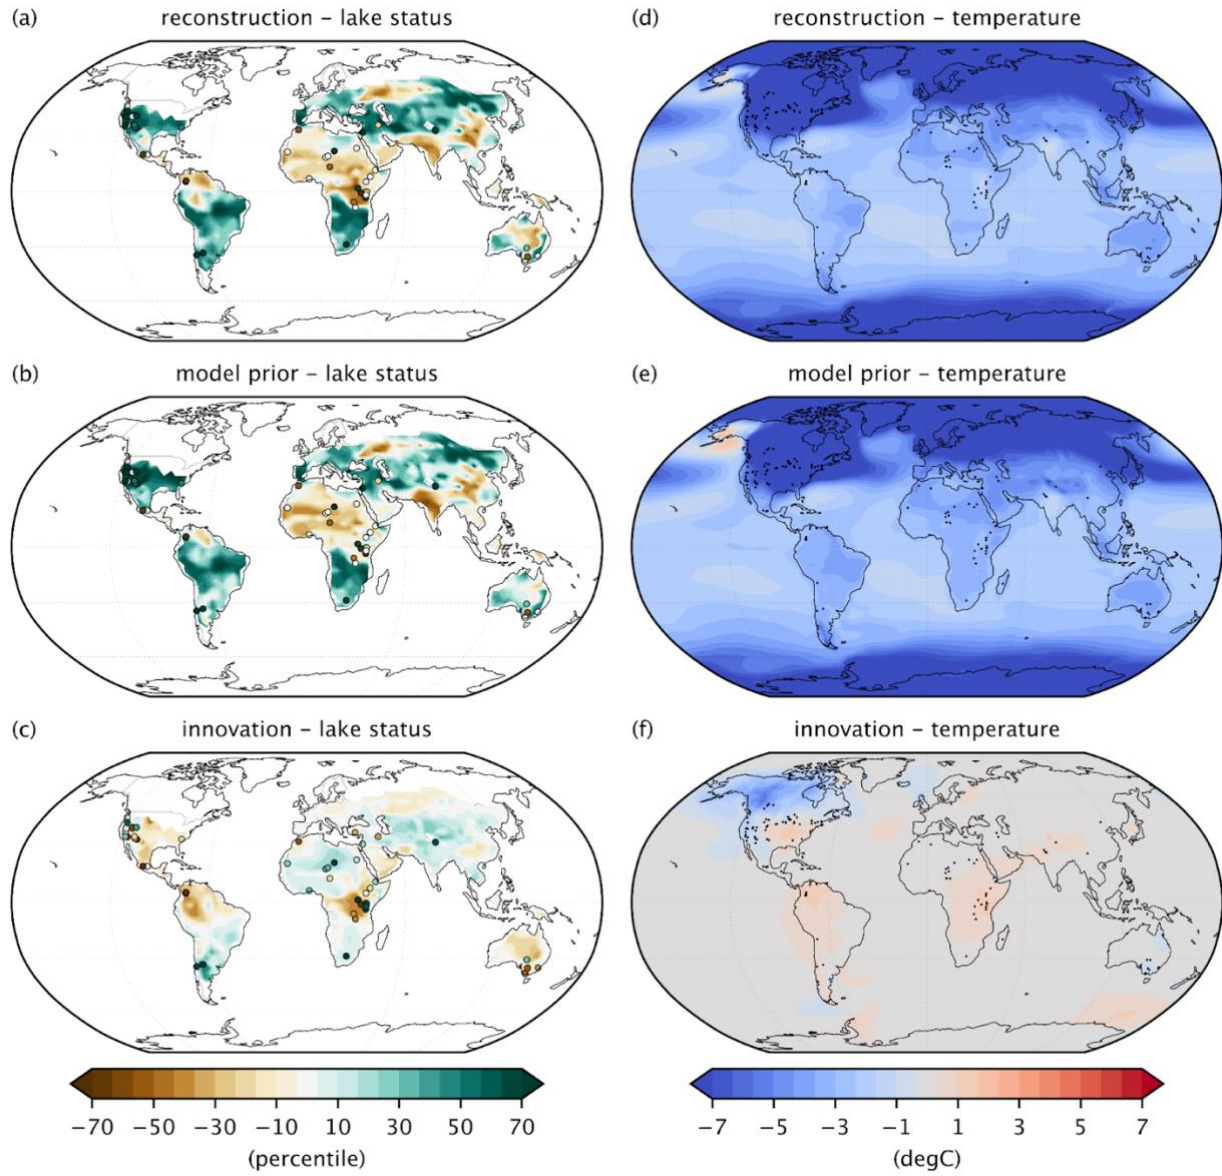 (a) reconstruction – lake status
(d) reconstruction – temperature
(b) model prior – lake status
(e) model prior – temperature
(c) innovation – lake status
(f) innovation – temperature
−70 −50 −30 −10 10 30 50 70
(percentile)
−7 −5 −3 −1 1 3 5 7
(degC)